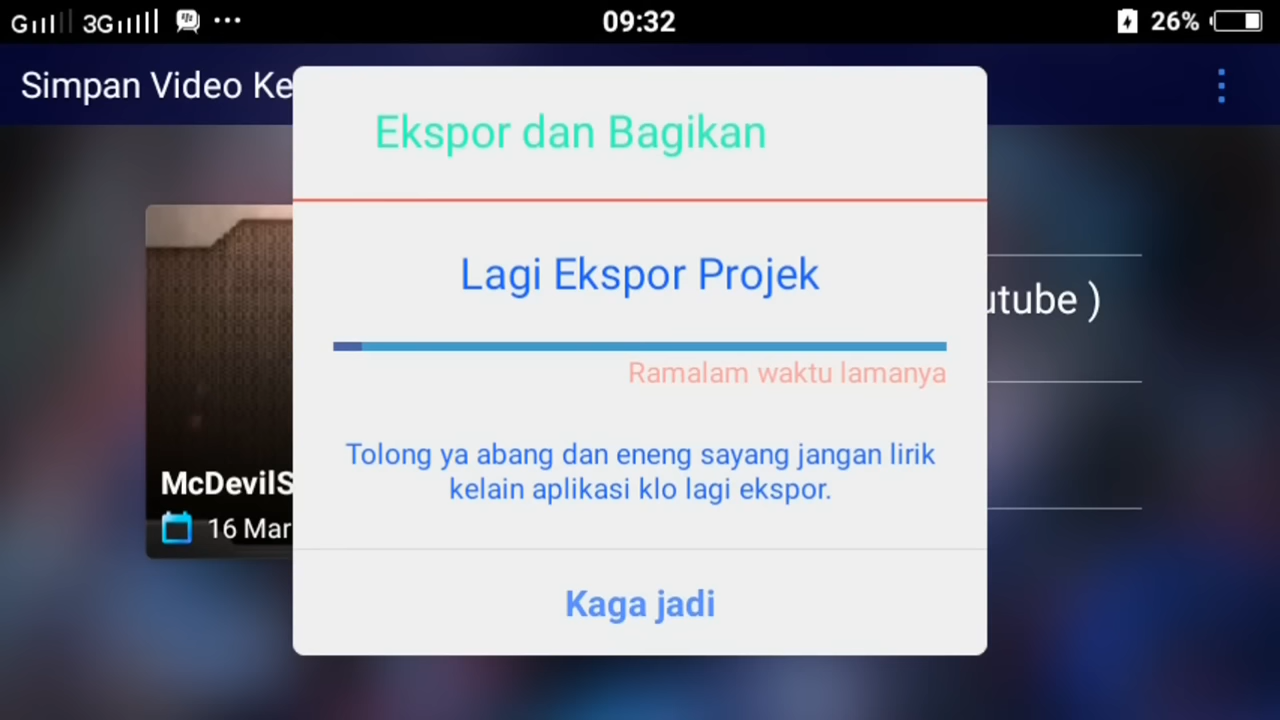 G 3G 09:32 26%
Simpan Video Ke
Ekspor dan Bagikan
Lagi Ekspor Projek
utube )
Ramalam waktu lamanya
Tolong ya abang dan eneng sayang jangan lirik
kelain aplikasi klo lagi ekspor.
McDevilS
16 Mar
Kaga jadi